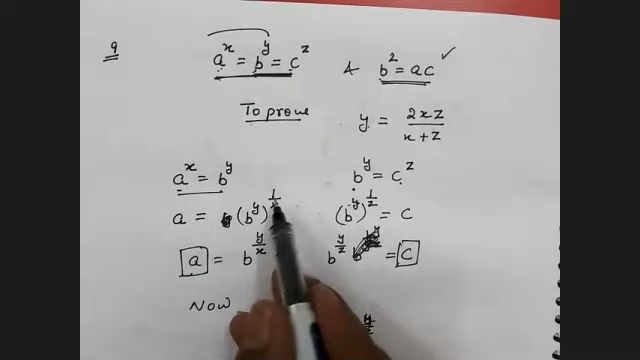 9
a^x = b^y = c^z & b^2 = ac ✓
To prove y = 2xz / x+z
a^x = b^y b^y = c^z
a = (b^y)^1/ (b^y)^1/z = c
a = b^y/x b^y/z = c
Now